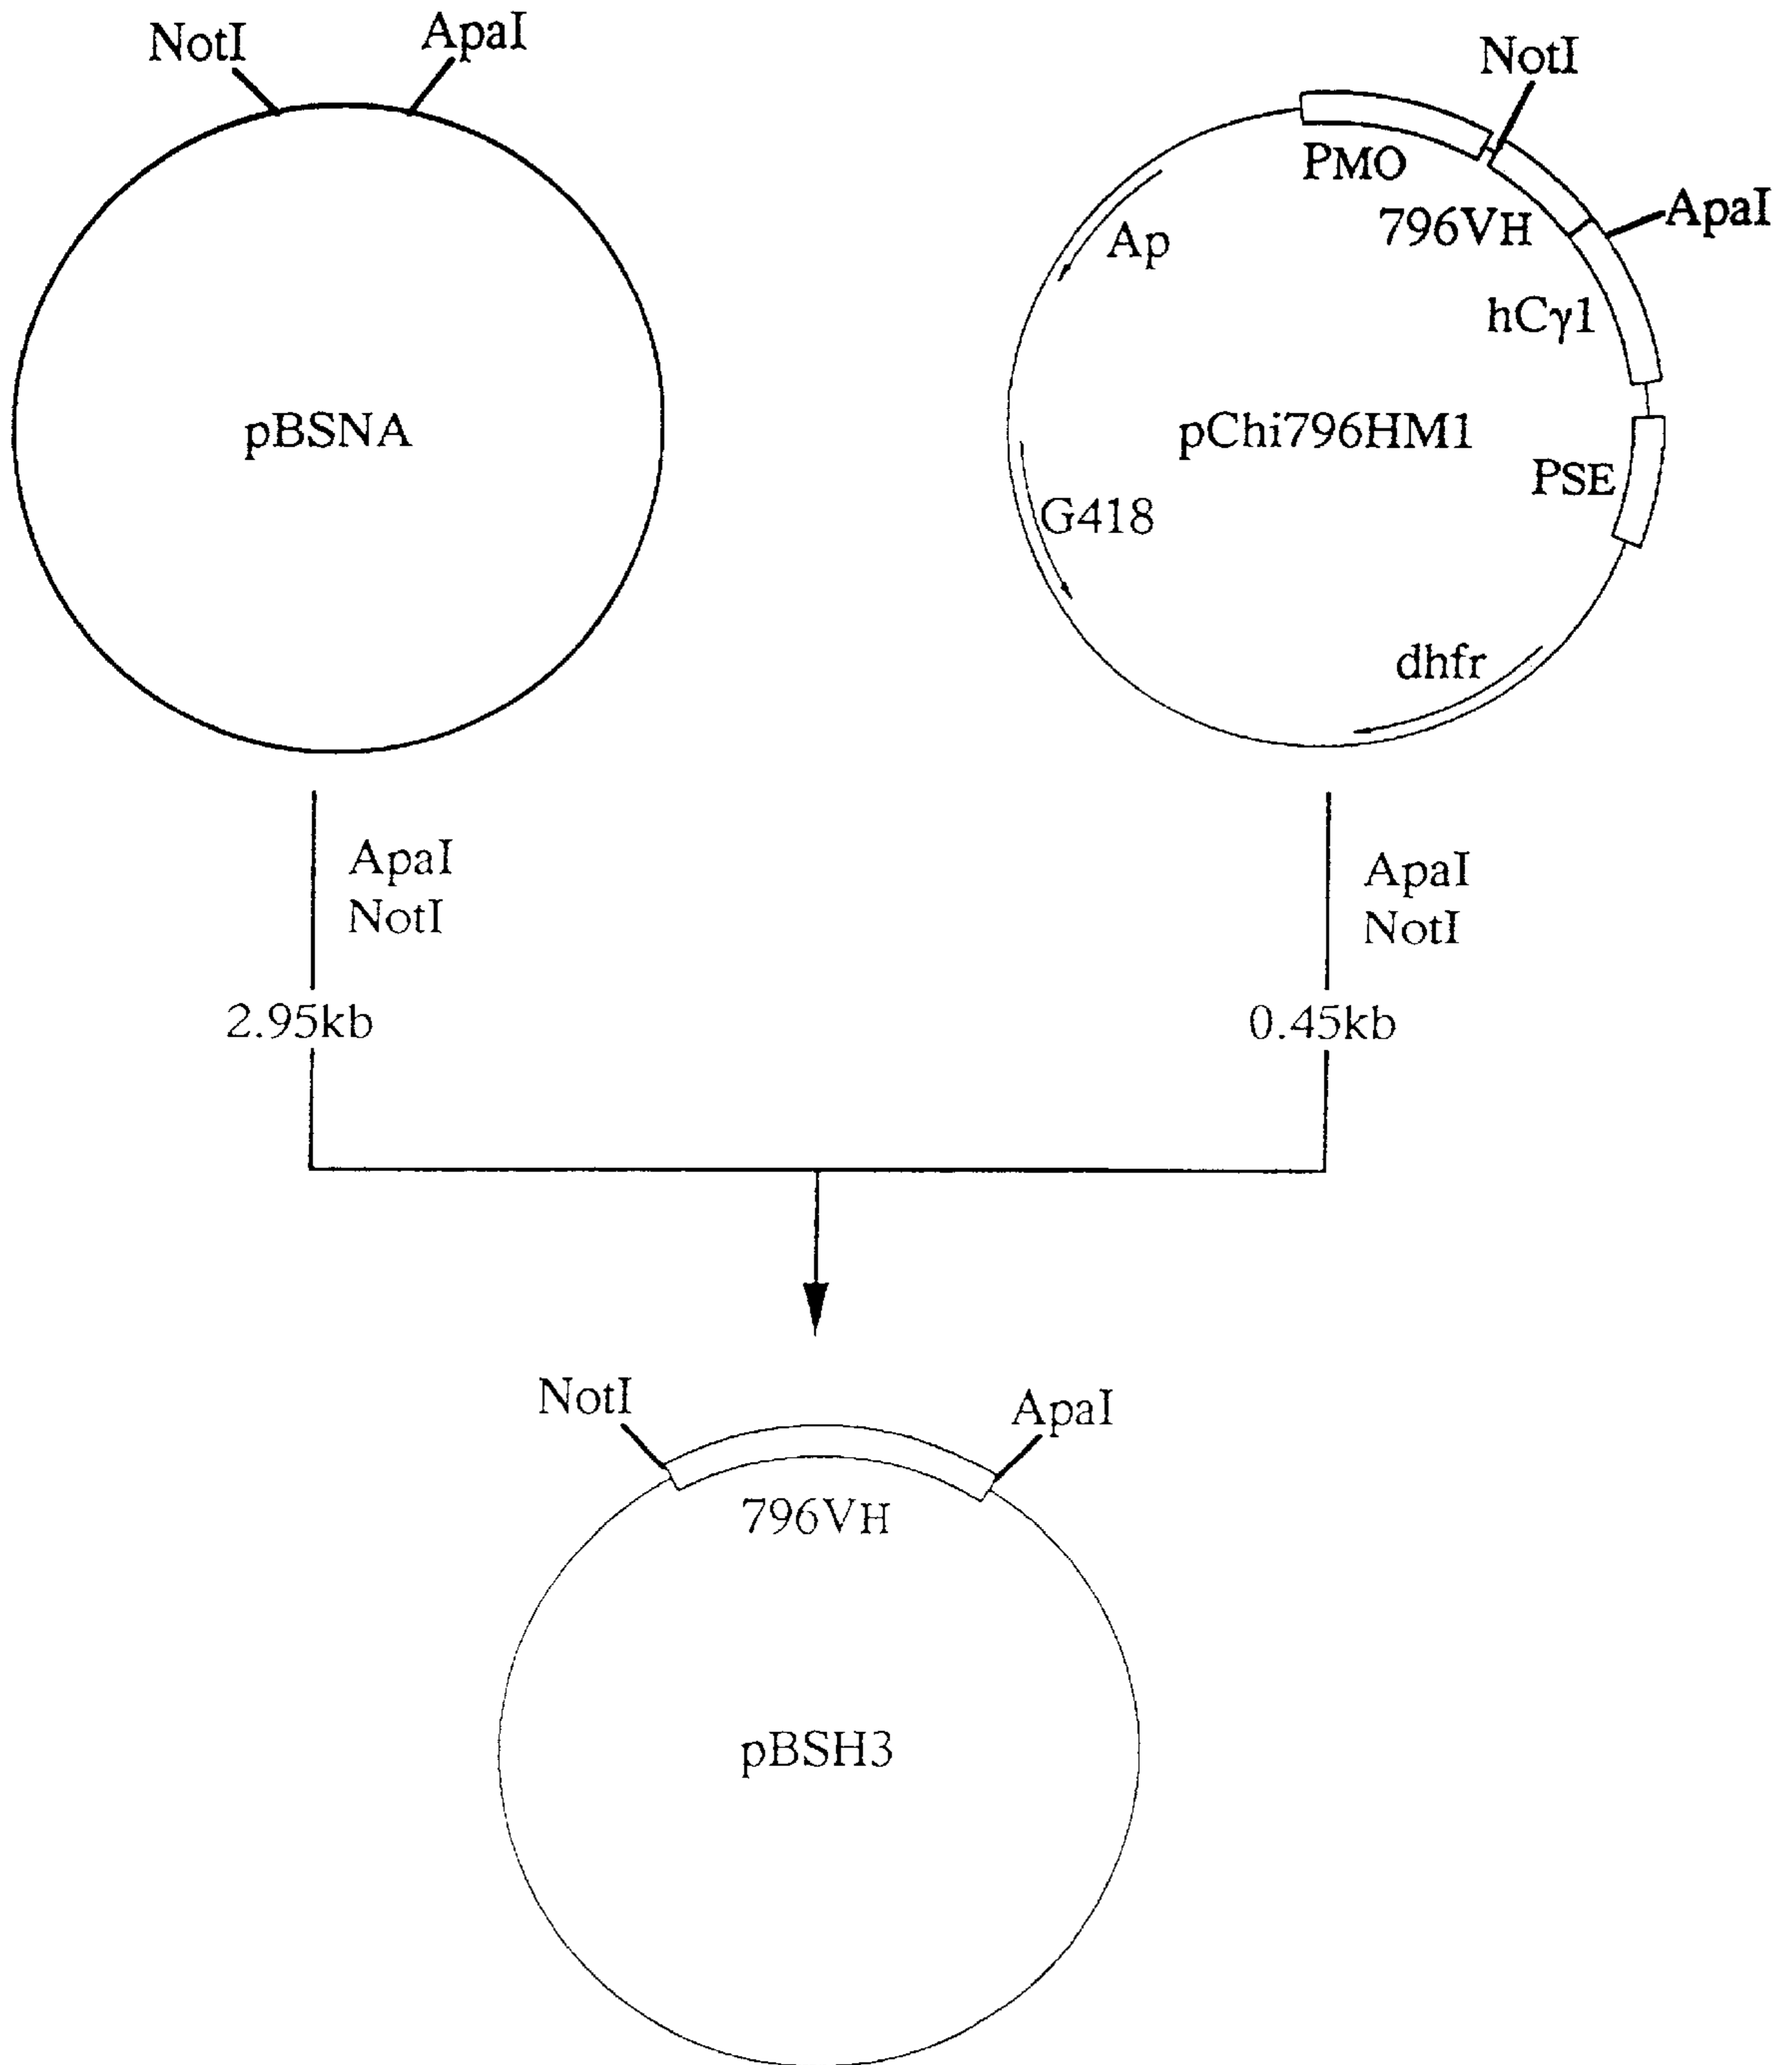 NotI
ApaI
pBSNA
NotI
PMO
796VH
ApaI
Ap
hCγ1
pChi796HM1
PSE
G418
dhfr
ApaI
NotI
2.95kb
ApaI
NotI
0.45kb
NotI
ApaI
796VH
pBSH3